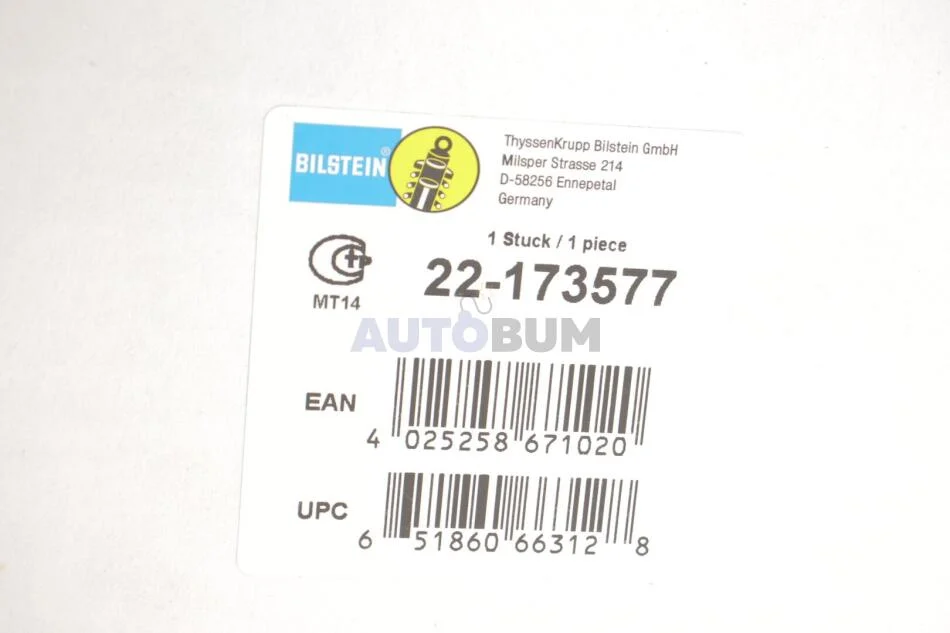 BILSTEIN®
ThyssenKrupp Bilstein GmbH
Milsper Strasse 214
D-58256 Ennepetal
Germany
1 Stuck / 1 piece
22-173577
MT14
AUTOBUM
EAN
4 025258 671020
UPC
6 51860 66312 8